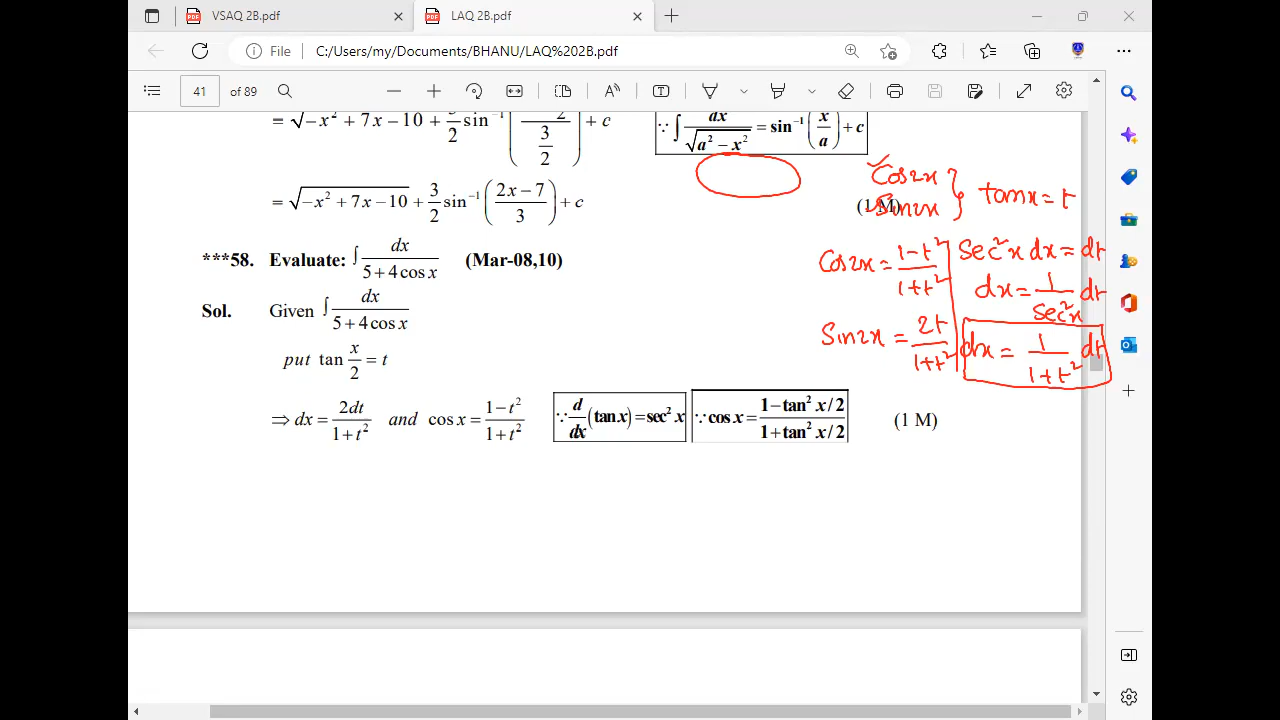 VSAQ 2B.pdf
LAQ 2B.pdf
File
C:/Users/my/Documents/BHANU/LAQ%202B.pdf
41 of 89
= √(-x² + 7x - 10) + 3/2 sin⁻¹( / 3/2) + c
∵ ∫ dx/√(a² - x²) = sin⁻¹(x/a) + c
= √(-x² + 7x - 10) + 3/2 sin⁻¹((2x - 7)/3) + c
(1 M)
Cos2x
Sin2x } tanx = t
***58. Evaluate: ∫ dx/(5 + 4 cos x) (Mar-08,10)
Cos2x = (1-t²)/(1+t²)
Sec²x dx = dt
dx = 1/Sec²x dt
Sol. Given ∫ dx/(5 + 4 cos x)
Sin2x = 2t/(1+t²)
dx = 1/(1+t²) dt
put tan x/2 = t
⇒ dx = 2dt/(1+t²) and cos x = (1-t²)/(1+t²)
∵ d/dx (tan x) = sec² x
∵ cos x = (1 - tan² x/2)/(1 + tan² x/2)
(1 M)